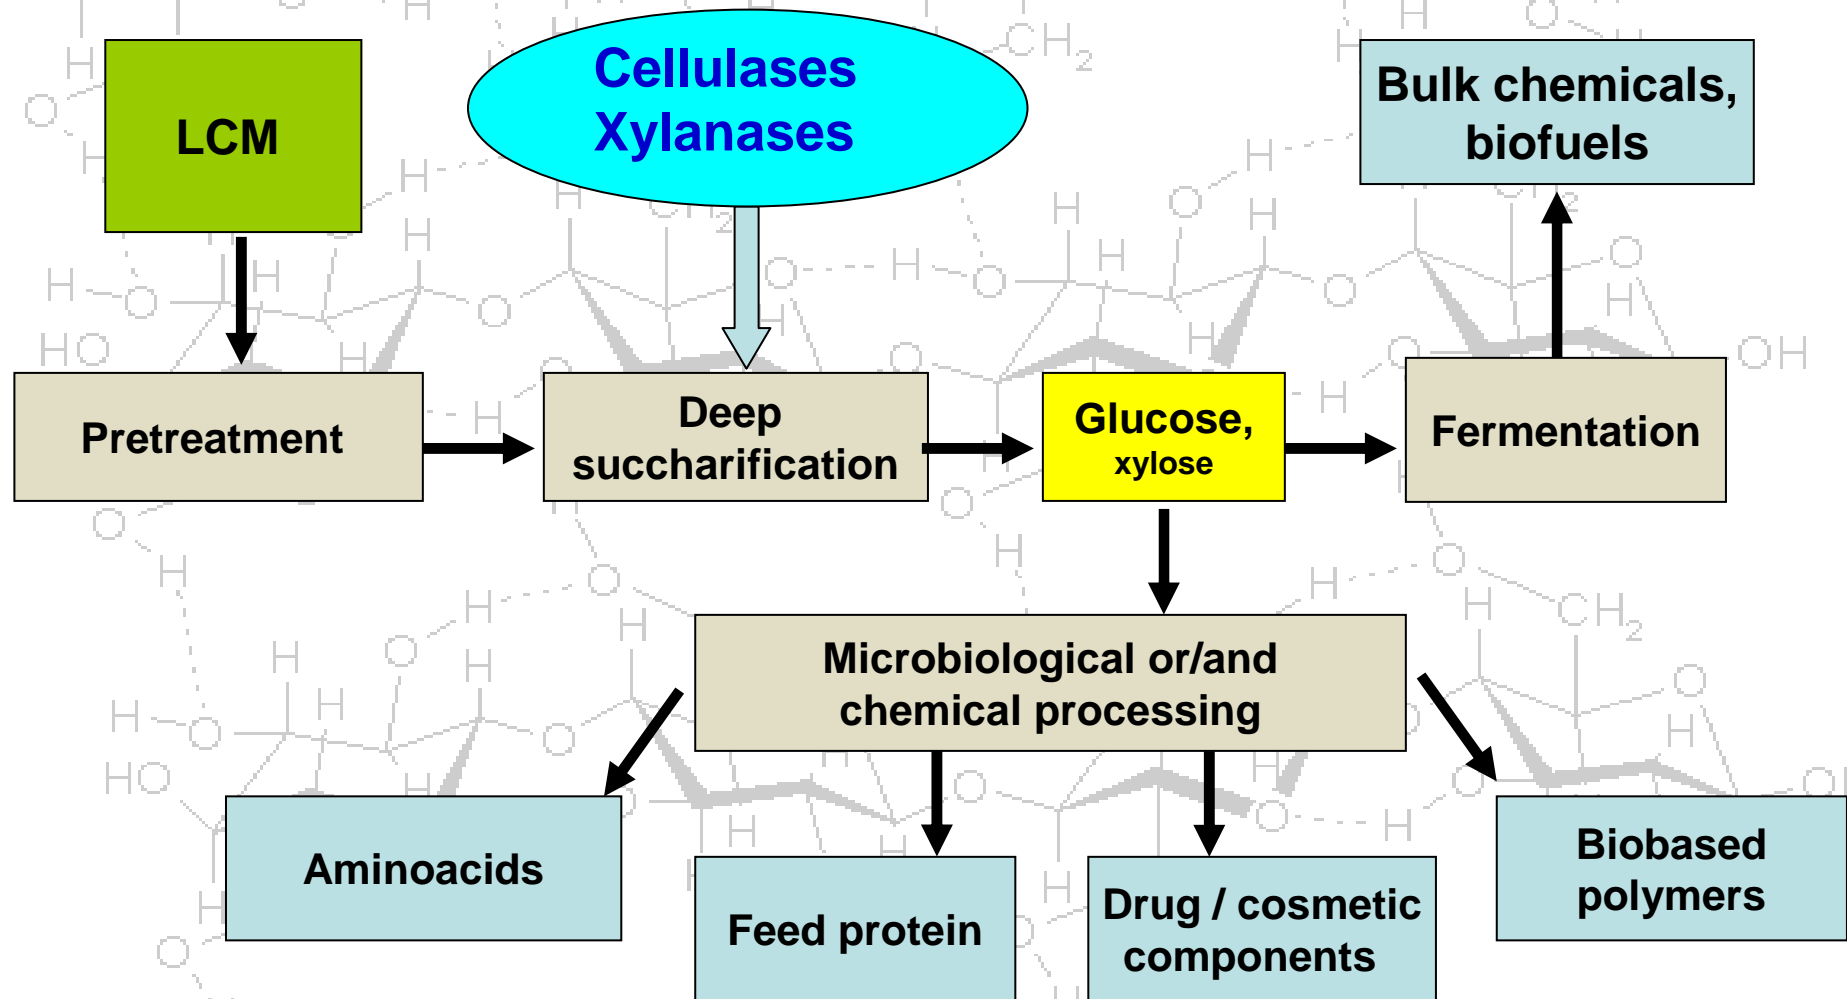 LCM
Cellulases
Xylanases
Bulk chemicals,
biofuels
Pretreatment
Deep
succharification
Glucose,
xylose
Fermentation
Microbiological or/and
chemical processing
Aminoacids
Feed protein
Drug / cosmetic
components
Biobased
polymers